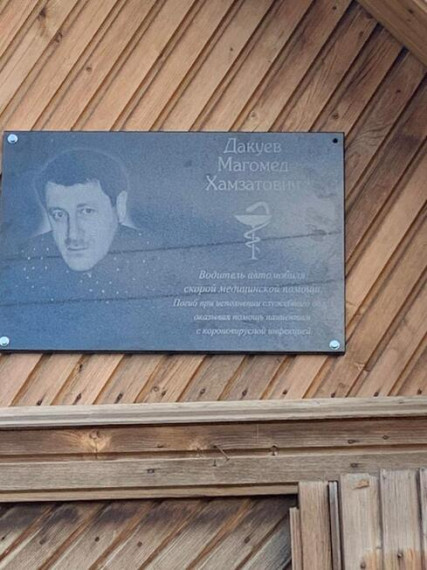 Дакуев
Магомед
Хамзатович
Водитель автомобиля
скорой медицинской помощи
Погиб при исполнении служебного
оказывая помощь пациентам
с коронавирусной инфекцией